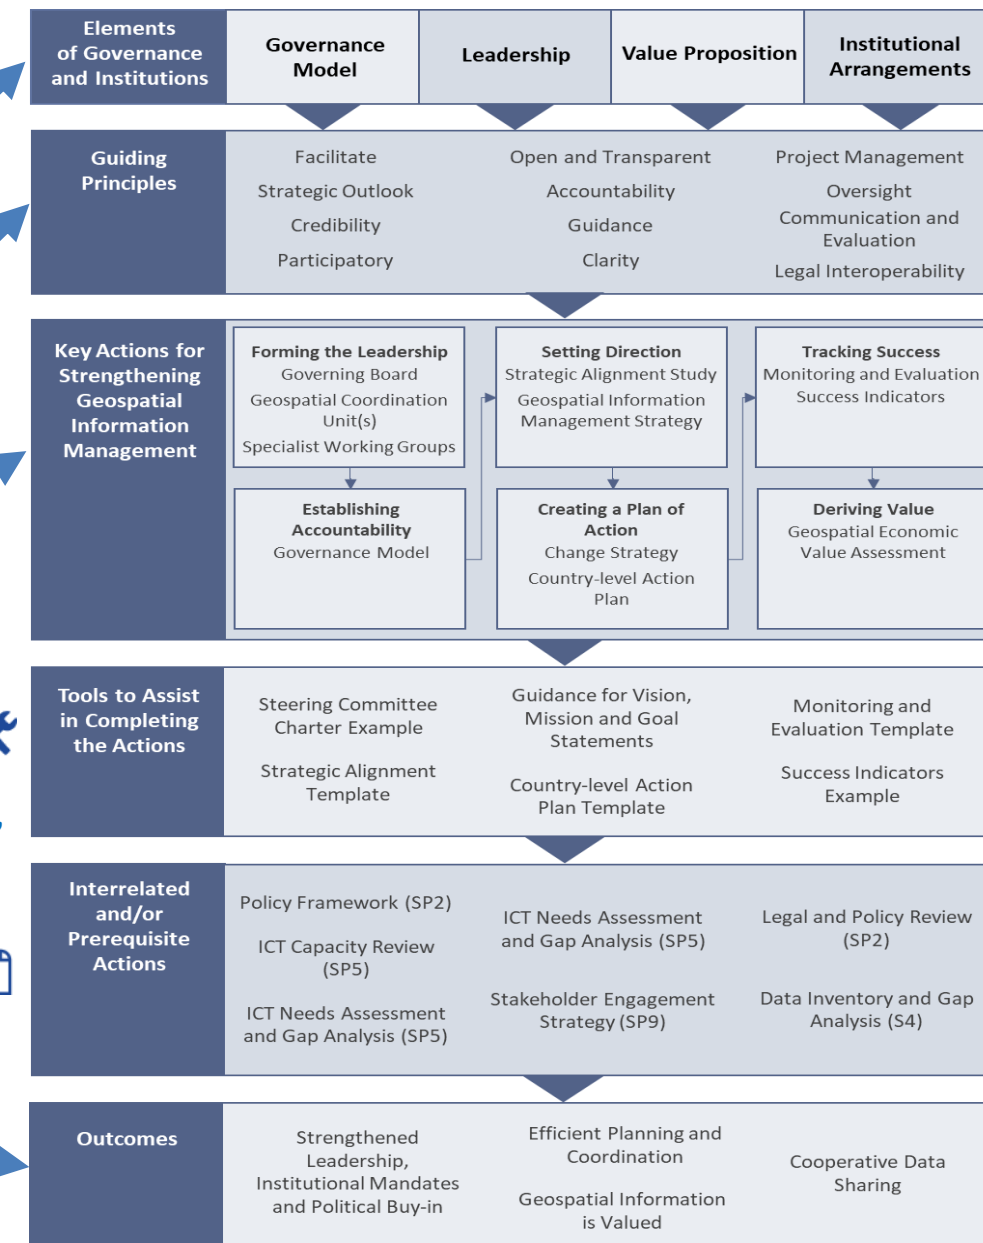 Elements
of Governance
and Institutions
Governance
Model
Leadership
Value Proposition
Institutional
Arrangements
Guiding
Principles
Facilitate
Strategic Outlook
Credibility
Participatory
Open and Transparent
Accountability
Guidance
Clarity
Project Management
Oversight
Communication and
Evaluation
Legal Interoperability
Key Actions for
Strengthening
Geospatial
Information
Management
Forming the Leadership
Governing Board
Geospatial Coordination
Unit(s)
Specialist Working Groups
Establishing
Accountability
Governance Model
Setting Direction
Strategic Alignment Study
Geospatial Information
Management Strategy
Creating a Plan of
Action
Change Strategy
Country-level Action
Plan
Tracking Success
Monitoring and Evaluation
Success Indicators
Deriving Value
Geospatial Economic
Value Assessment
Tools to Assist
in Completing
the Actions
Steering Committee
Charter Example
Strategic Alignment
Template
Guidance for Vision,
Mission and Goal
Statements
Country-level Action
Plan Template
Monitoring and
Evaluation Template
Success Indicators
Example
Interrelated
and/or
Prerequisite
Actions
Policy Framework (SP2)
ICT Capacity Review
(SP5)
ICT Needs Assessment
and Gap Analysis (SP5)
ICT Needs Assessment
and Gap Analysis (SP5)
Stakeholder Engagement
Strategy (SP9)
Legal and Policy Review
(SP2)
Data Inventory and Gap
Analysis (S4)
Outcomes
Strengthened
Leadership,
Institutional Mandates
and Political Buy-in
Efficient Planning and
Coordination
Geospatial Information
is Valued
Cooperative Data
Sharing